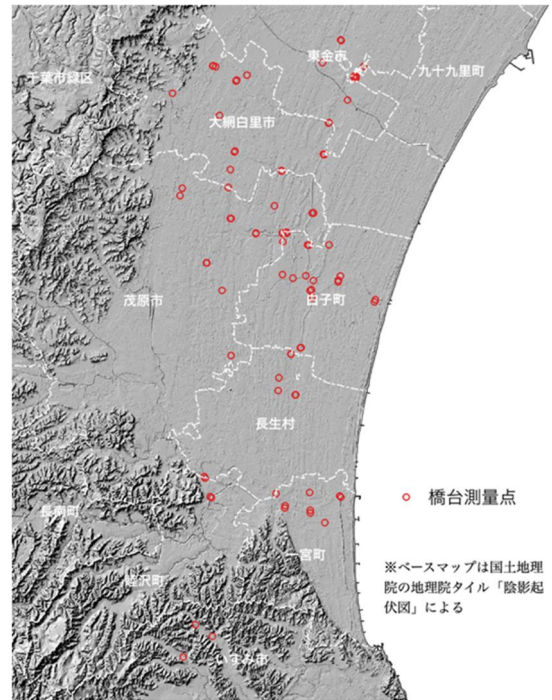 東金市
千葉市緑区
九十九里町
大網白里市
茂原市
白子町
長生村
橋台測量点
長南町
一宮町
※ベースマップは国土地理
院の地理院タイル「陰影起
伏図」による
睦沢町
いすみ市